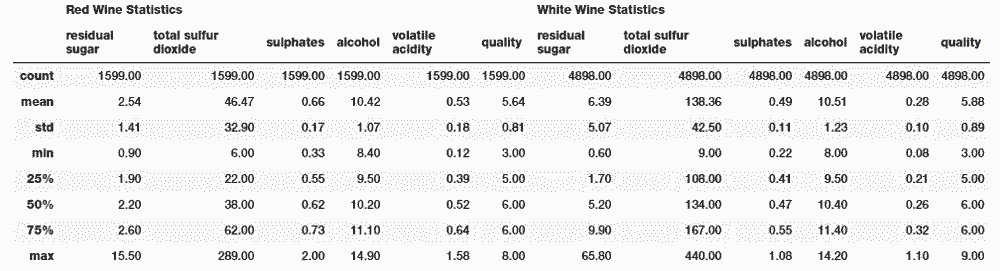 Red Wine Statistics White Wine Statistics
residual sugar total sulfur dioxide sulphates alcohol volatile acidity quality residual sugar total sulfur dioxide sulphates alcohol volatile acidity quality
count 1599.00 1599.00 1599.00 1599.00 1599.00 1599.00 4898.00 4898.00 4898.00 4898.00 4898.00 4898.00
mean 2.54 46.47 0.66 10.42 0.53 5.64 6.39 138.36 0.49 10.51 0.28 5.88
std 1.41 32.90 0.17 1.07 0.18 0.81 5.07 42.50 0.11 1.23 0.10 0.89
min 0.90 6.00 0.33 8.40 0.12 3.00 0.60 9.00 0.22 8.00 0.08 3.00
25% 1.90 22.00 0.55 9.50 0.39 5.00 1.70 108.00 0.41 9.50 0.21 5.00
50% 2.20 38.00 0.62 10.20 0.52 6.00 5.20 134.00 0.47 10.40 0.26 6.00
75% 2.60 62.00 0.73 11.10 0.64 6.00 9.90 167.00 0.55 11.40 0.32 6.00
max 15.50 289.00 2.00 14.90 1.58 8.00 65.80 440.00 1.08 14.20 1.10 9.00